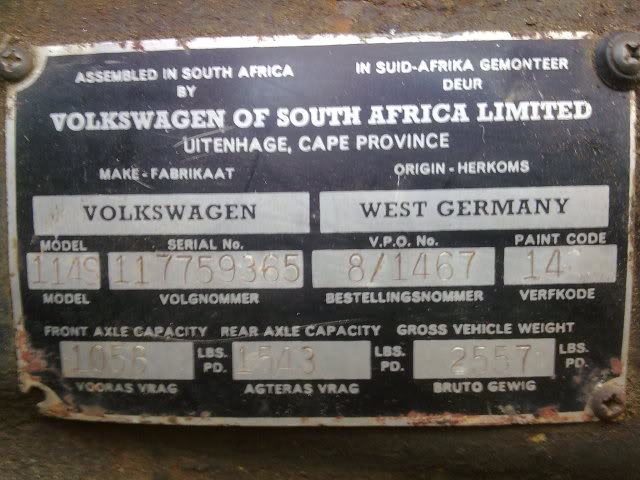 ASSEMBLED IN SOUTH AFRICA IN SUID-AFRIKA GEMONTEER
BY DEUR
VOLKSWAGEN OF SOUTH AFRICA LIMITED
UITENHAGE, CAPE PROVINCE
MAKE - FABRIKAAT ORIGIN - HERKOMS
VOLKSWAGEN WEST GERMANY
MODEL SERIAL No. V.P.O. No. PAINT CODE
1149 117759365 8/1467 14
MODEL VOLGNOMMER BESTELLINGSNOMMER VERFKODE
FRONT AXLE CAPACITY REAR AXLE CAPACITY GROSS VEHICLE WEIGHT
1056 LBS. PD. 1543 LBS. PD. 2557 LBS. PD.
VOORAS VRAG AGTERAS VRAG BRUTO GEWIG